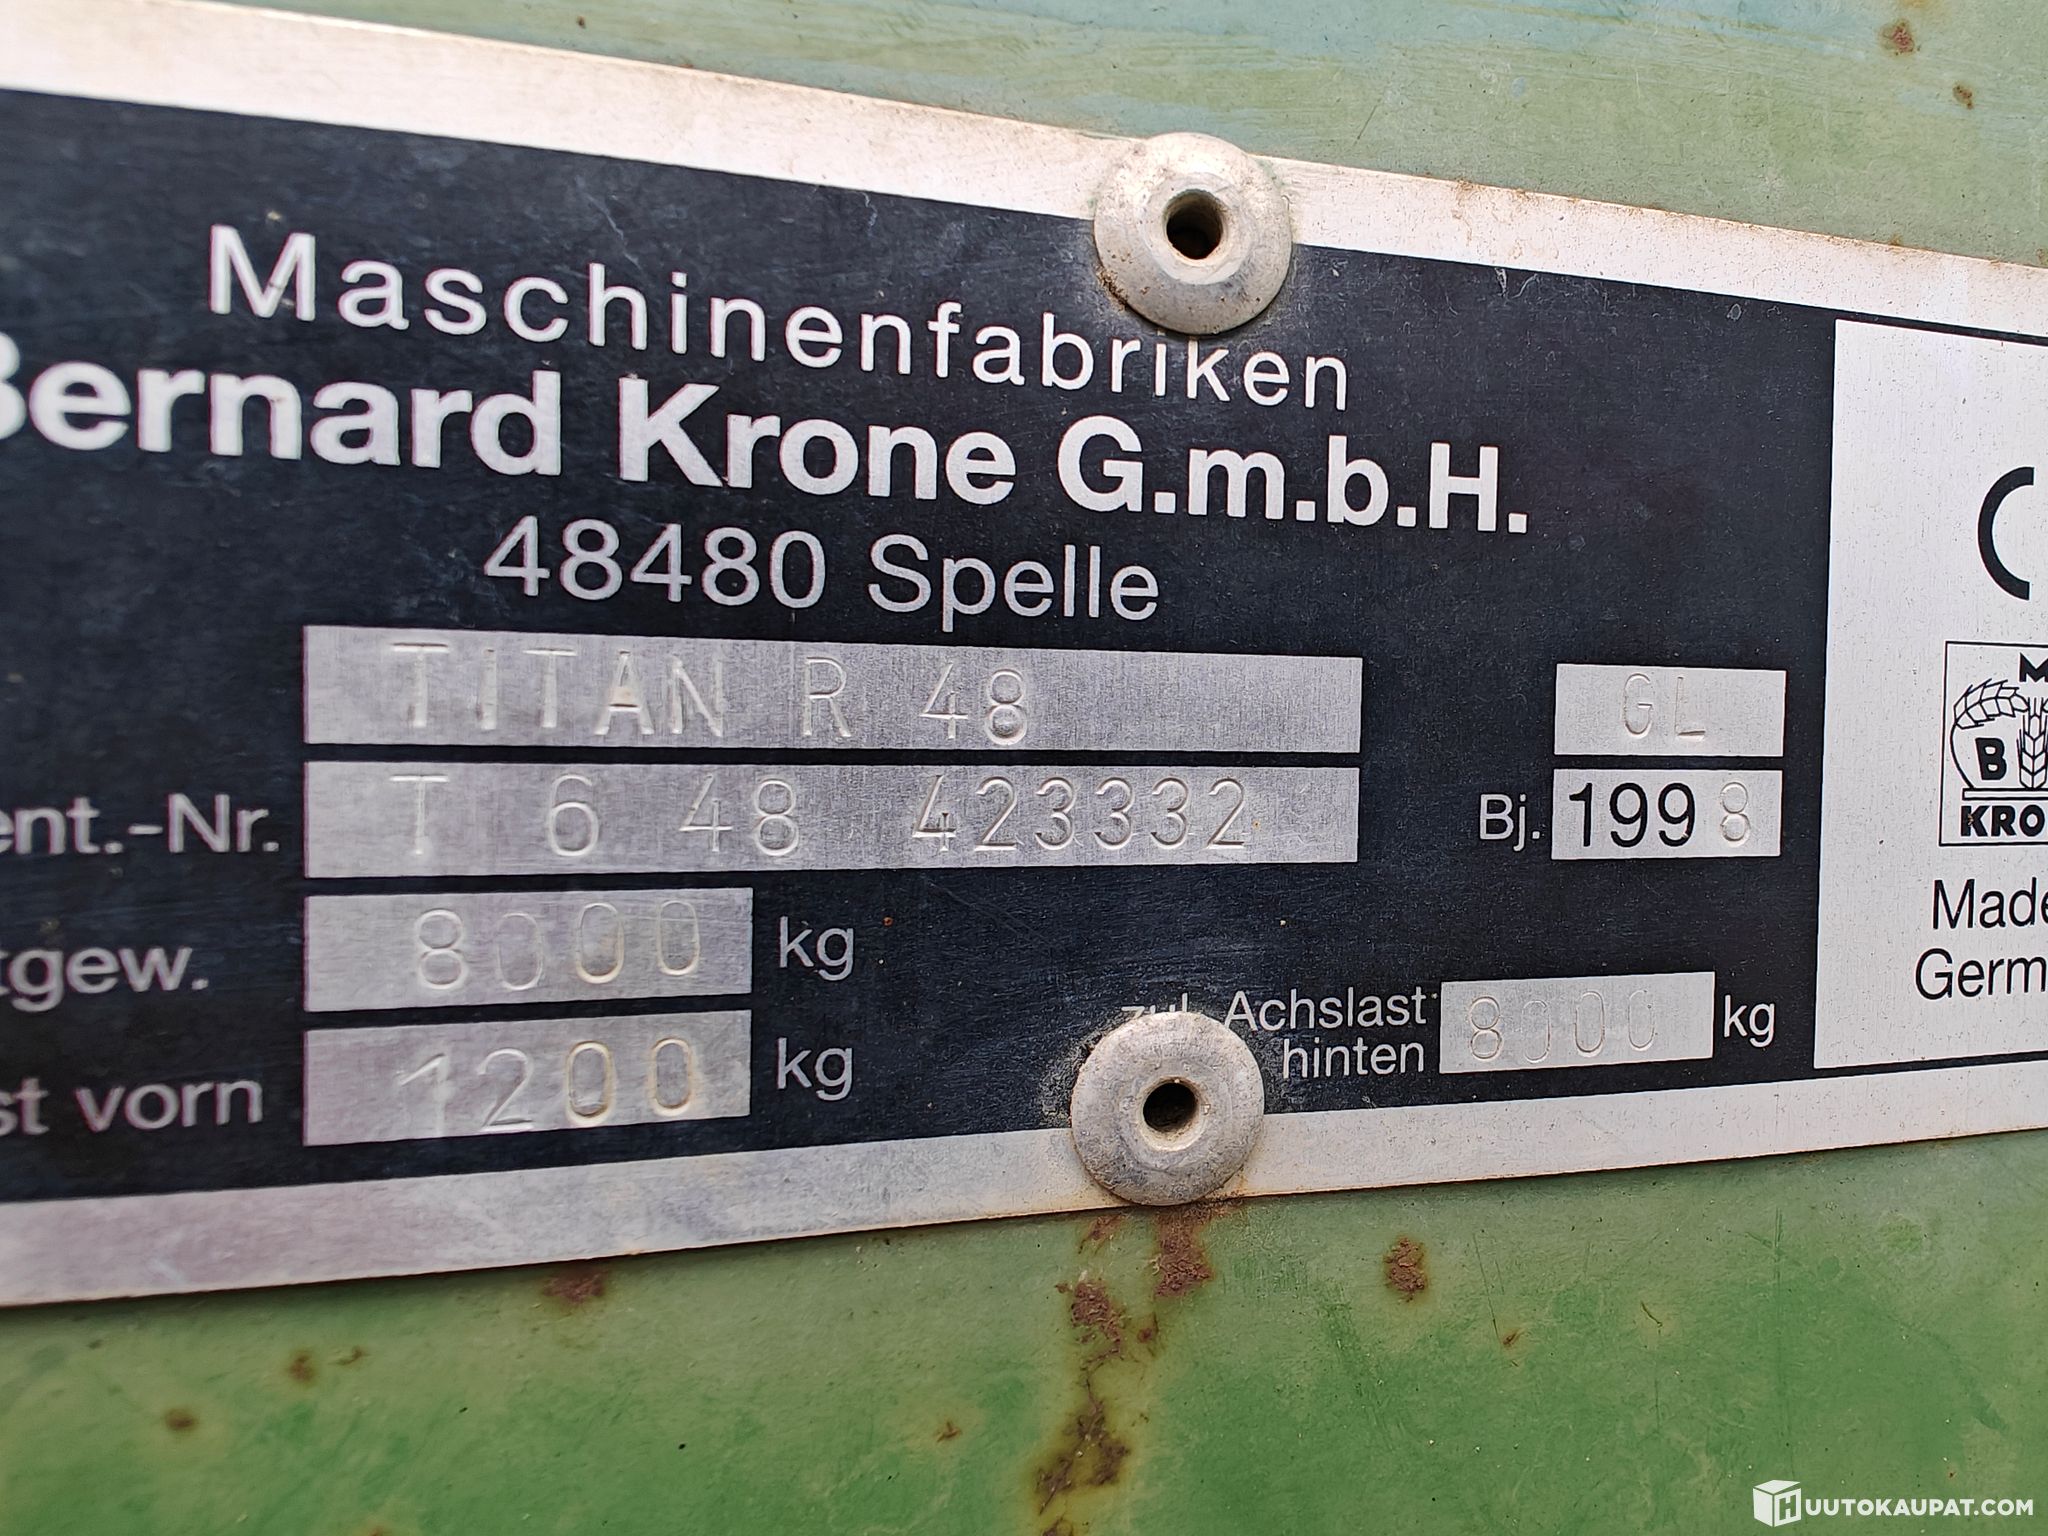 Maschinenfabriken
Bernard Krone G.m.b.H.
48480 Spelle
TITAN R 48 GL
ent.-Nr. T 6 48 423332 Bj. 1998
tgew. 8000 kg
st vorn 1200 kg
zul. Achslast hinten 8000 kg
C
M
B
KRO
Made
Germ
HUUTOKAUPAT.COM